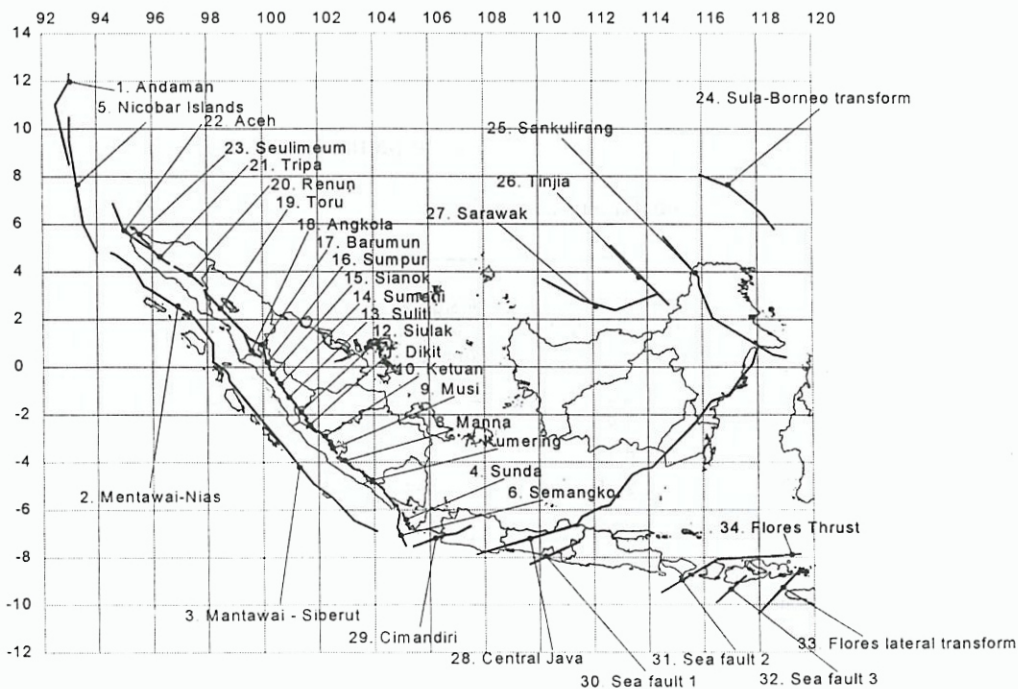 92 94 96 98 100 102 104 106 108 110 112 114 116 118 120
14
12
1. Andaman
5. Nicobar Islands
24. Sula-Borneo transform
10
22. Aceh
25. Sankulirang
23. Seulimeum
8
21. Tripa
26. Tinjia
20. Renun
19. Toru
27. Sarawak
6
18. Angkola
17. Barumun
16. Sumpur
4
15. Sianok
14. Sumani
13. Suliti
2
12. Siulak
11. Dikit
0
10. Ketuan
9. Musi
-2
8. Manna
7. Kumering
-4
4. Sunda
2. Mentawai-Nias
6. Semangko
-6
34. Flores Thrust
-8
-10
3. Mantawai - Siberut
29. Cimandiri
33. Flores lateral transform
-12
28. Central Java
31. Sea fault 2
30. Sea fault 1
32. Sea fault 3